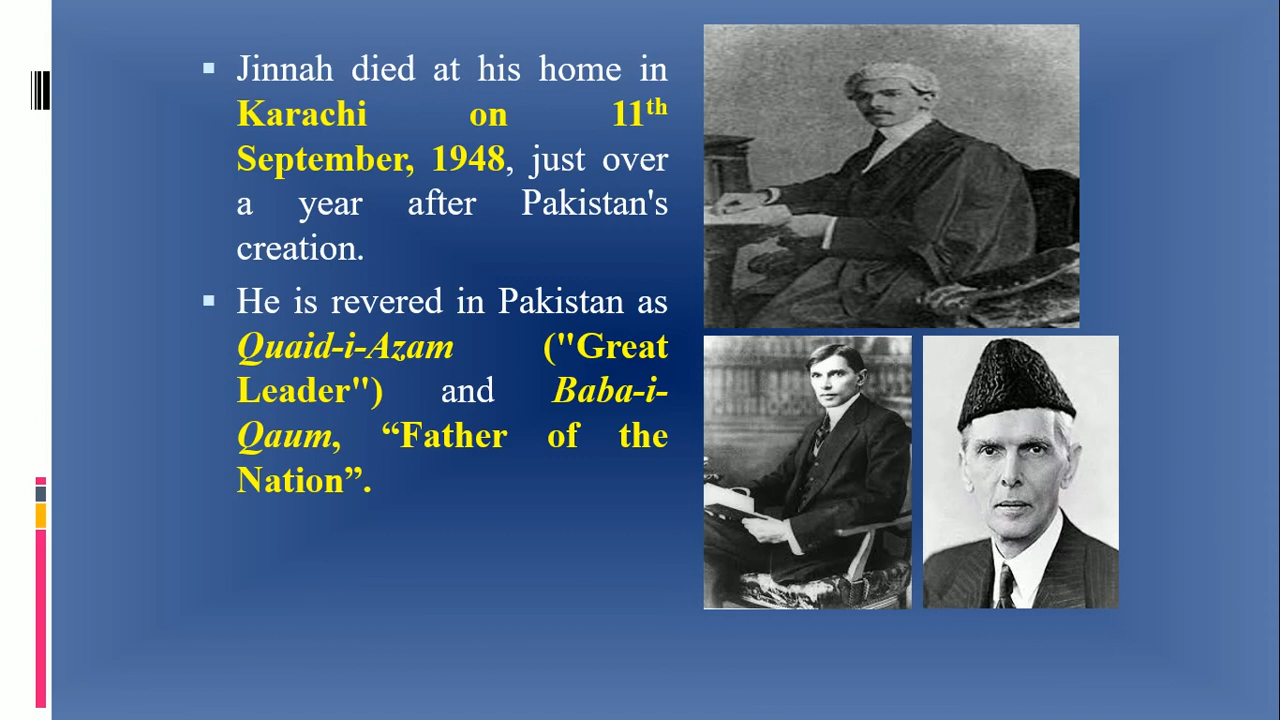 Jinnah died at his home in
Karachi on 11th
September, 1948, just over
a year after Pakistan's
creation.
He is revered in Pakistan as
Quaid-i-Azam ("Great
Leader") and Baba-i-
Qaum, “Father of the
Nation”.